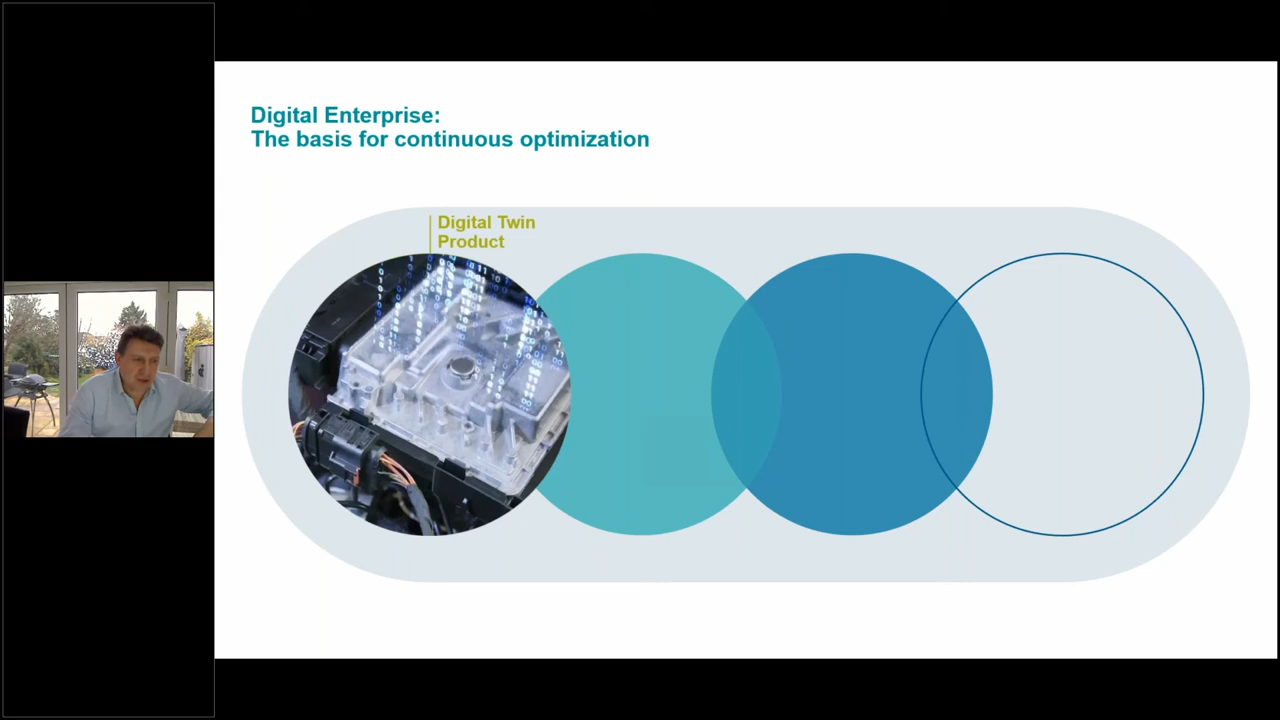 Digital Enterprise:
The basis for continuous optimization
Digital Twin
Product